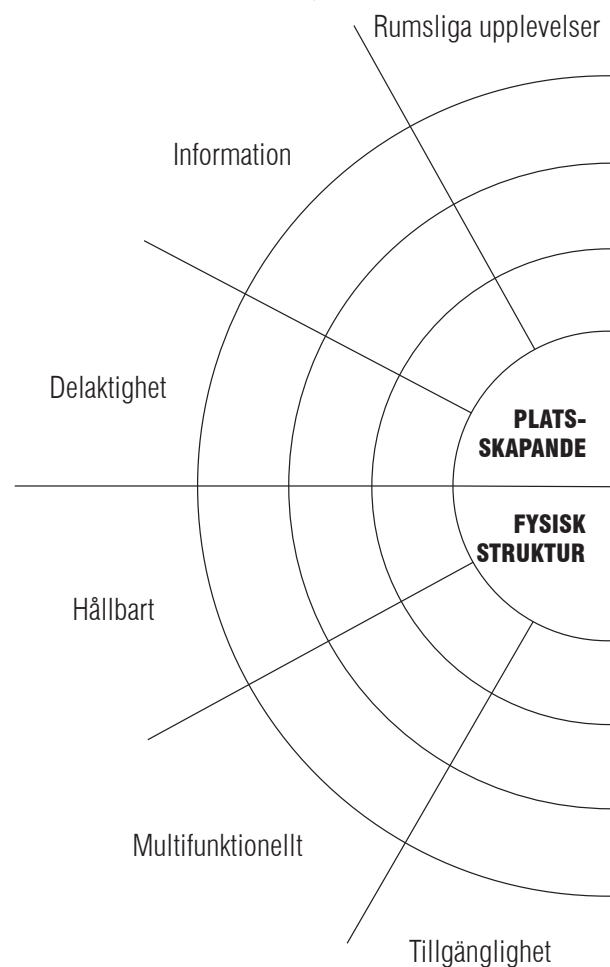 Rumsliga upplevelser
Information
Delaktighet
PLATS-
SKAPANDE
FYSISK
STRUKTUR
Hållbart
Multifunktionellt
Tillgänglighet